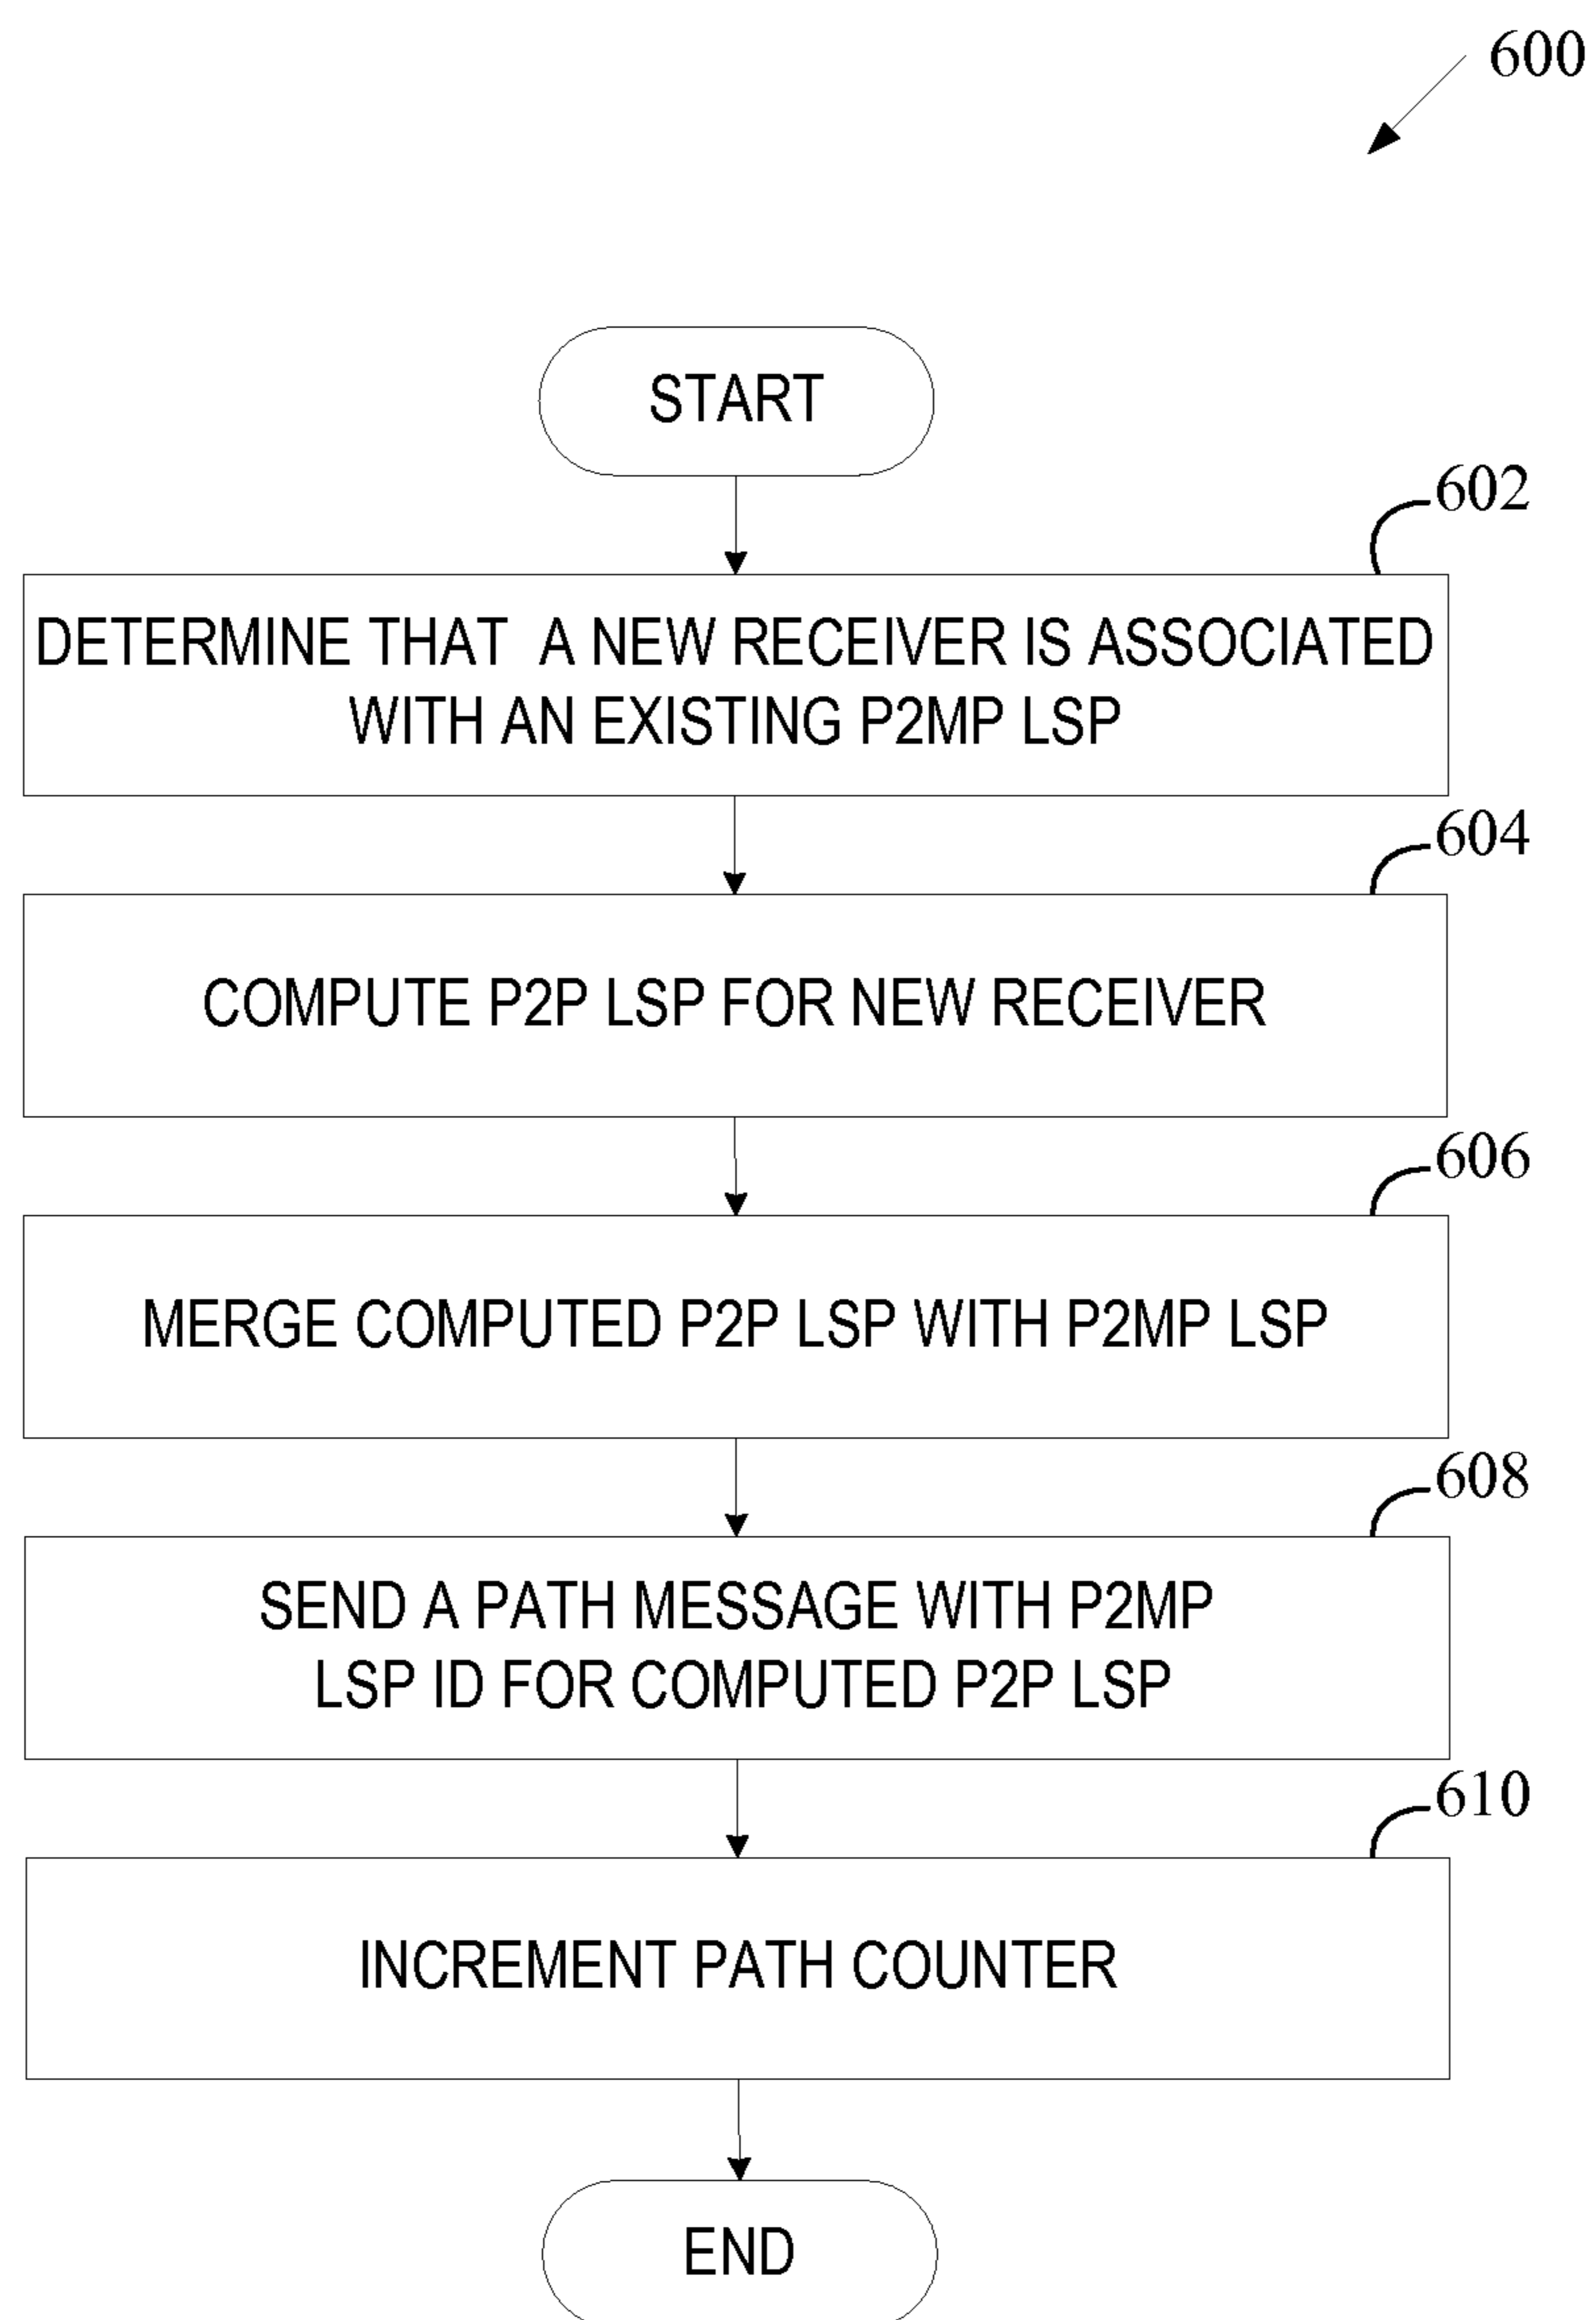 600
START
602
DETERMINE THAT A NEW RECEIVER IS ASSOCIATED
WITH AN EXISTING P2MP LSP
604
COMPUTE P2P LSP FOR NEW RECEIVER
606
MERGE COMPUTED P2P LSP WITH P2MP LSP
608
SEND A PATH MESSAGE WITH P2MP
LSP ID FOR COMPUTED P2P LSP
610
INCREMENT PATH COUNTER
END